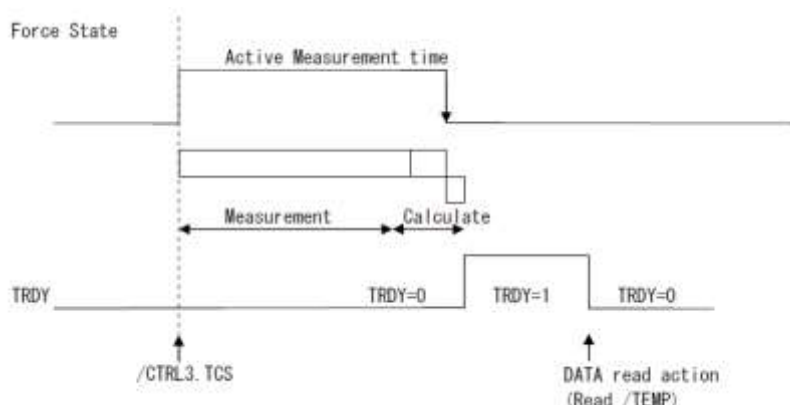 Force State
Active Measurement time
Measurement
Calculate
TRDY
TRDY=0
TRDY=1
TRDY=0
/CTRL3.TCS
DATA read action
(Read /TEMP)